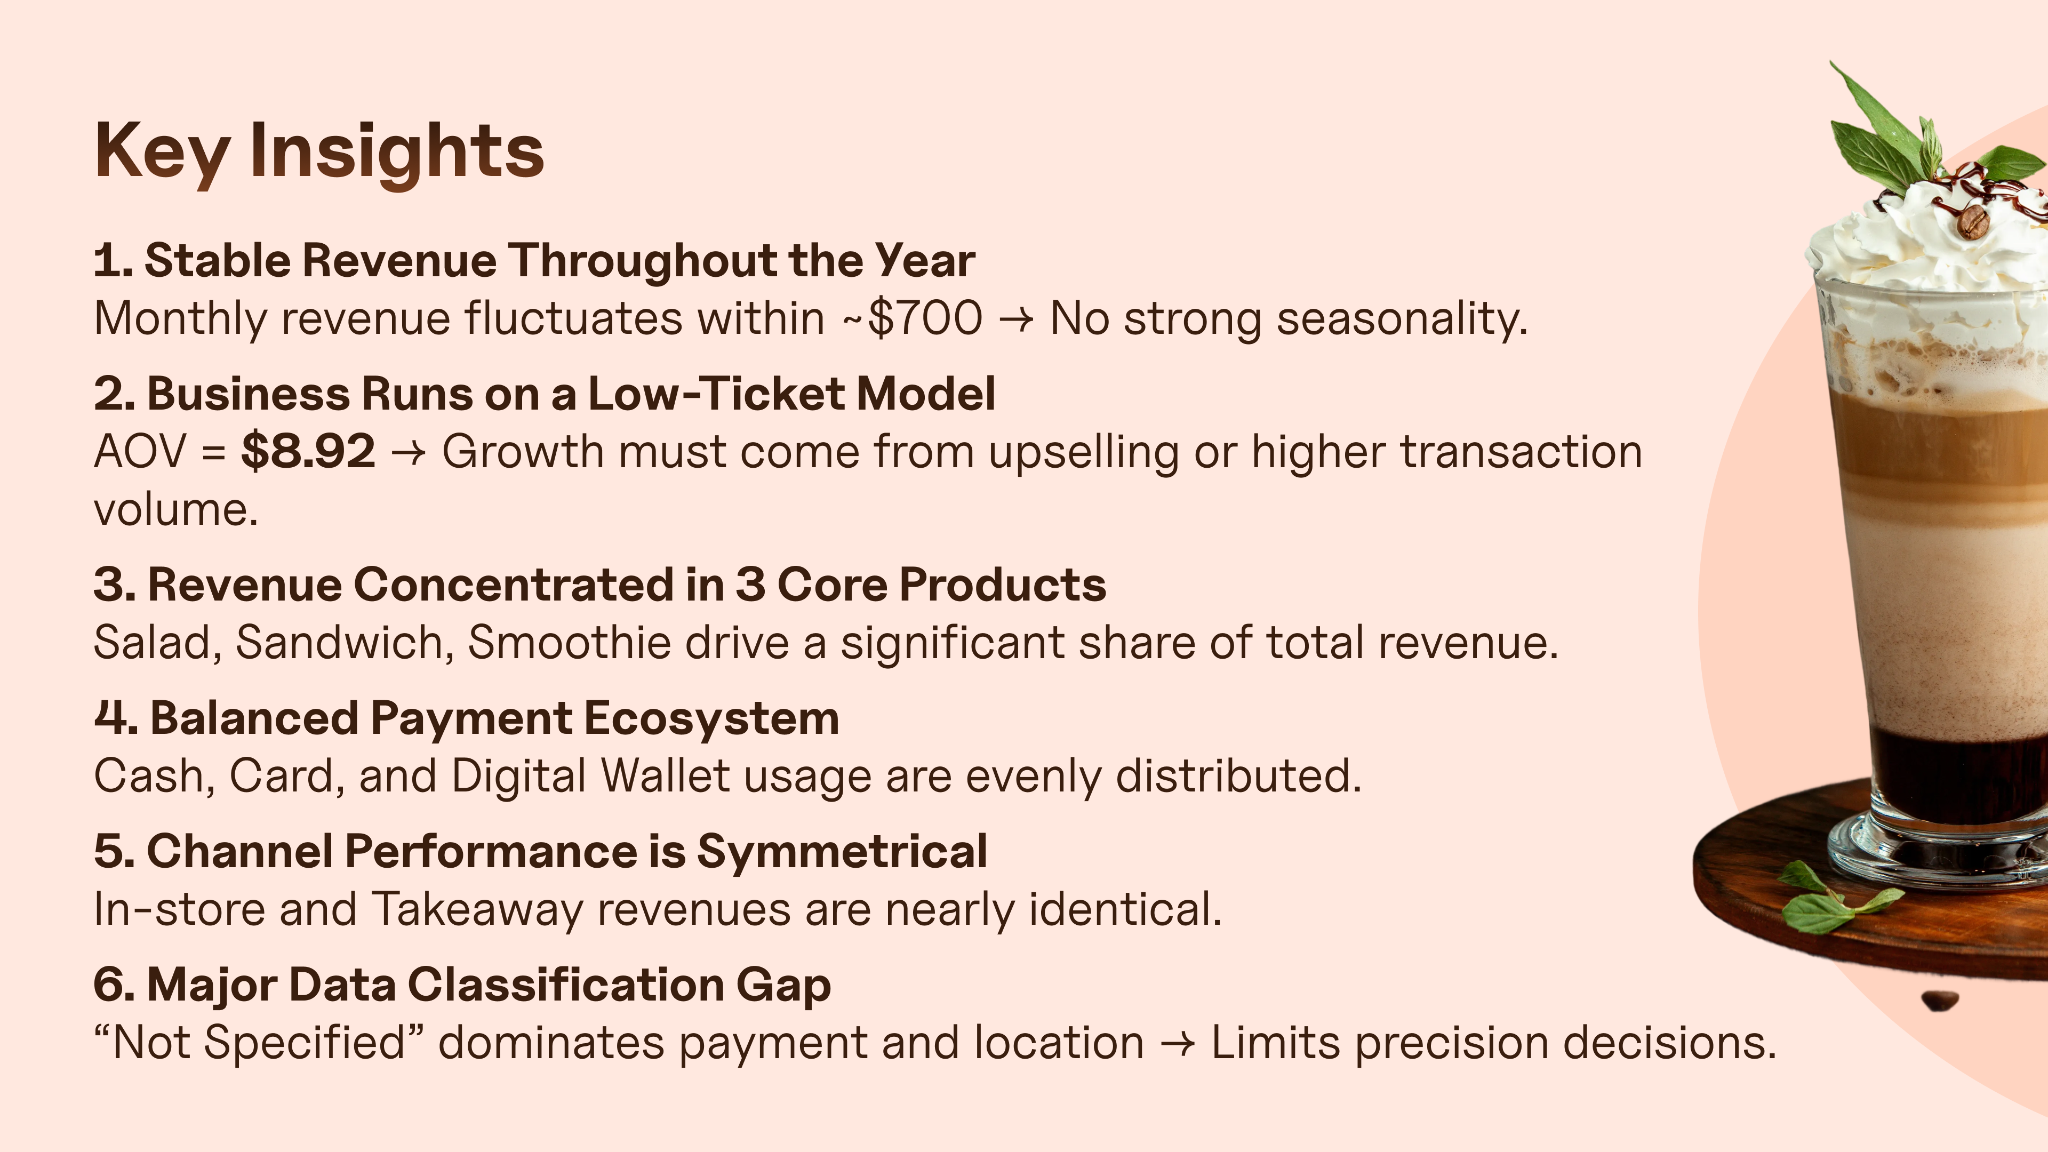 Key Insights
1. Stable Revenue Throughout the Year
Monthly revenue fluctuates within ~$700 → No strong seasonality.
2. Business Runs on a Low-Ticket Model
AOV = $8.92 → Growth must come from upselling or higher transaction
volume.
3. Revenue Concentrated in 3 Core Products
Salad, Sandwich, Smoothie drive a significant share of total revenue.
4. Balanced Payment Ecosystem
Cash, Card, and Digital Wallet usage are evenly distributed.
5. Channel Performance is Symmetrical
In-store and Takeaway revenues are nearly identical.
6. Major Data Classification Gap
“Not Specified” dominates payment and location → Limits precision decisions.